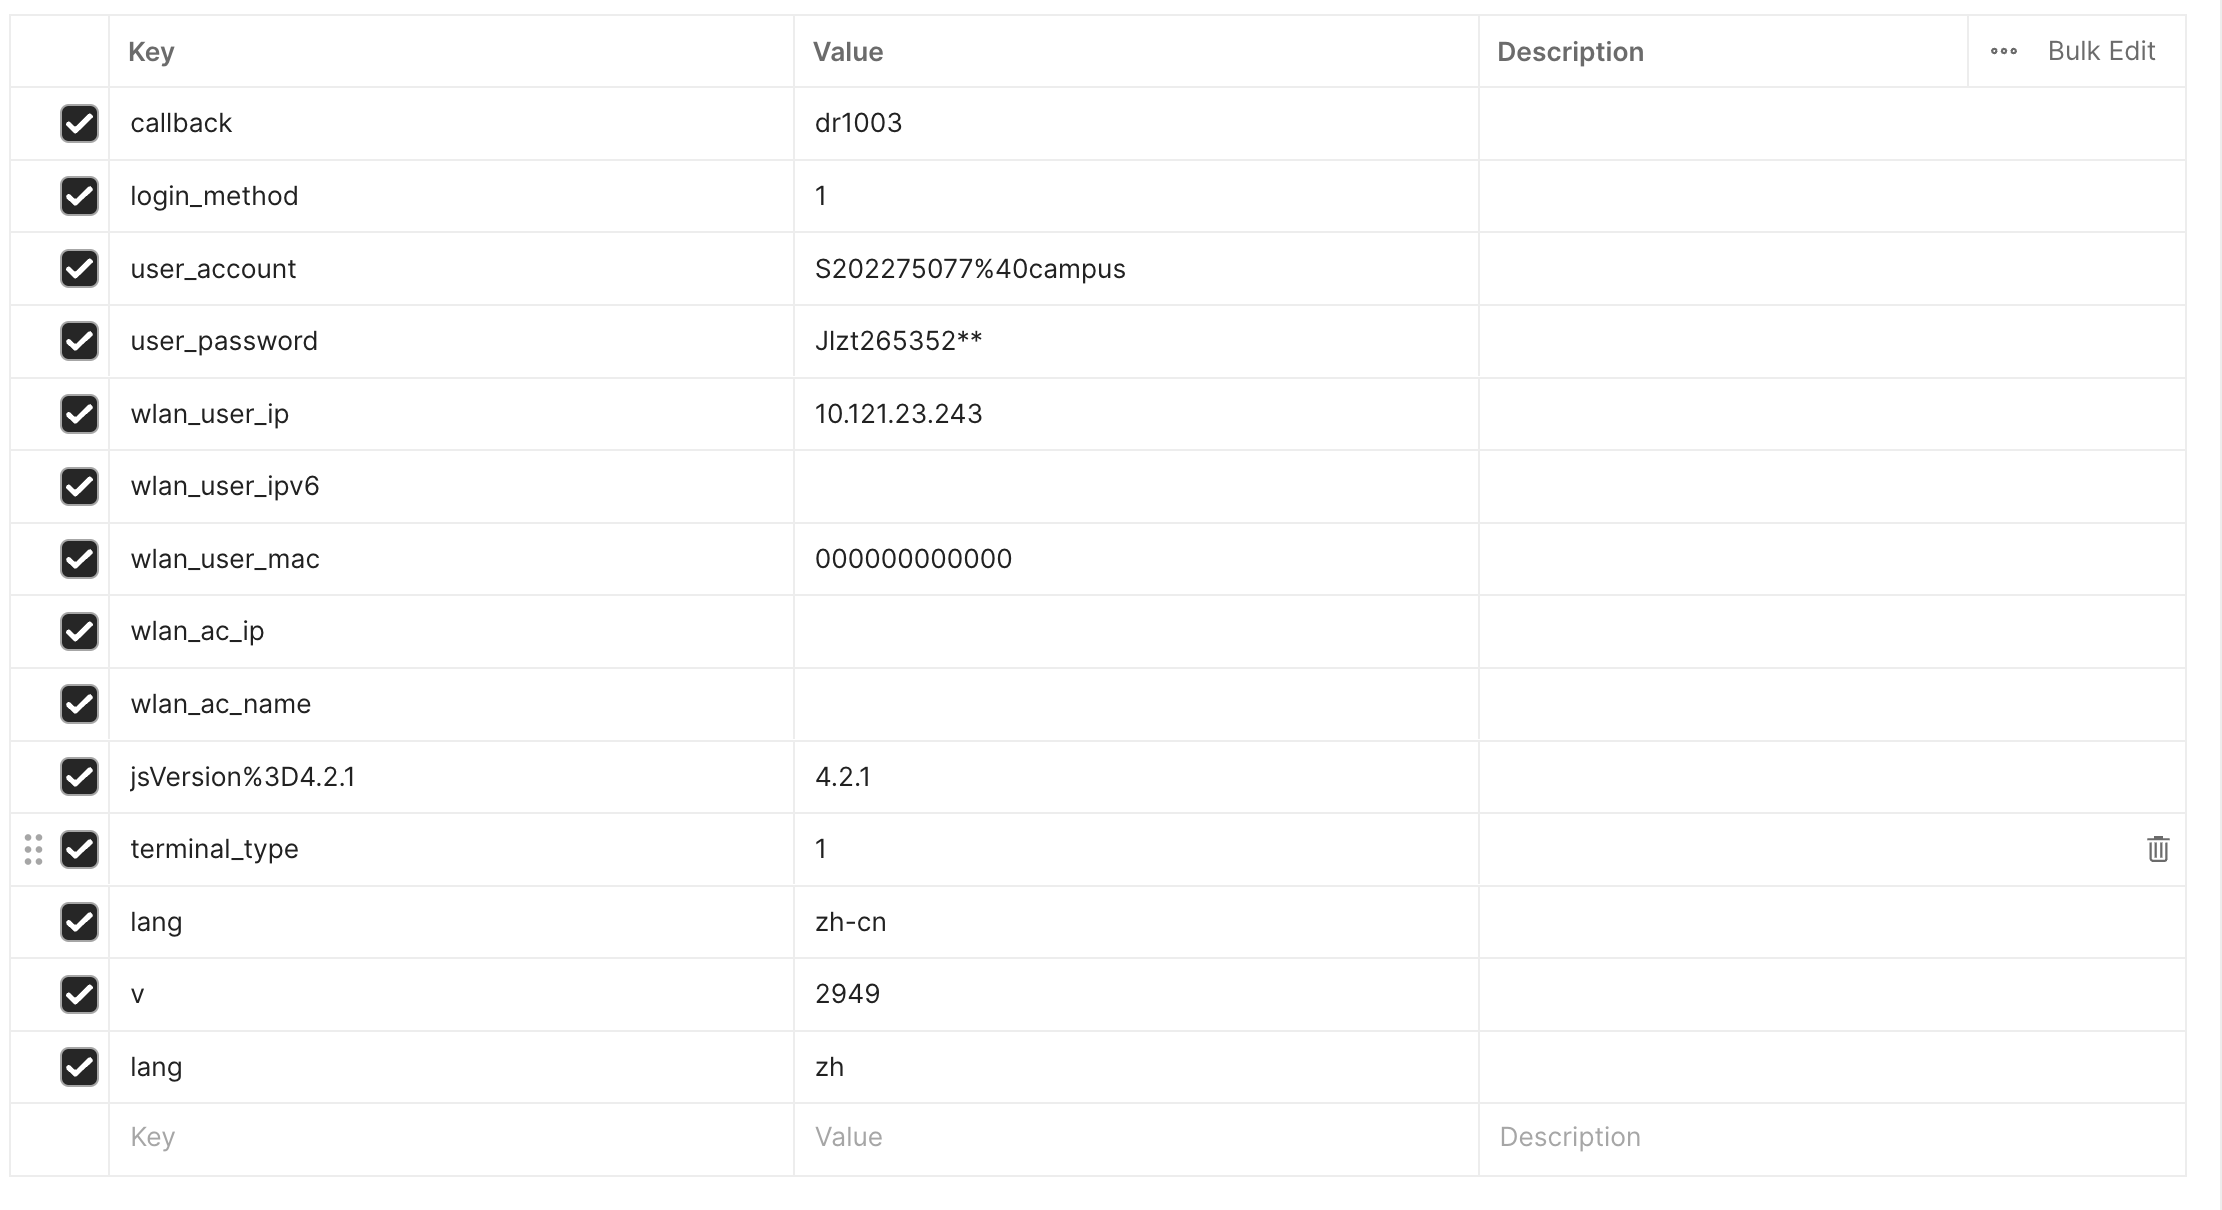 Key Value Description Bulk Edit
callback dr1003
login_method 1
user_account S202275077%40campus
user_password Jlzt265352**
wlan_user_ip 10.121.23.243
wlan_user_ipv6
wlan_user_mac 000000000000
wlan_ac_ip
wlan_ac_name
jsVersion%3D4.2.1 4.2.1
terminal_type 1
lang zh-cn
v 2949
lang zh
Key Value Description